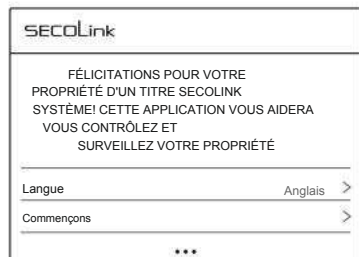 SECOLink
FÉLICITATIONS POUR VOTRE
PROPRIÉTÉ D'UN TITRE SECOLINK
SYSTÈME! CETTE APPLICATION VOUS AIDERA
VOUS CONTRÔLEZ ET
SURVEILLEZ VOTRE PROPRIÉTÉ
Langue Anglais >
Commençons >
...